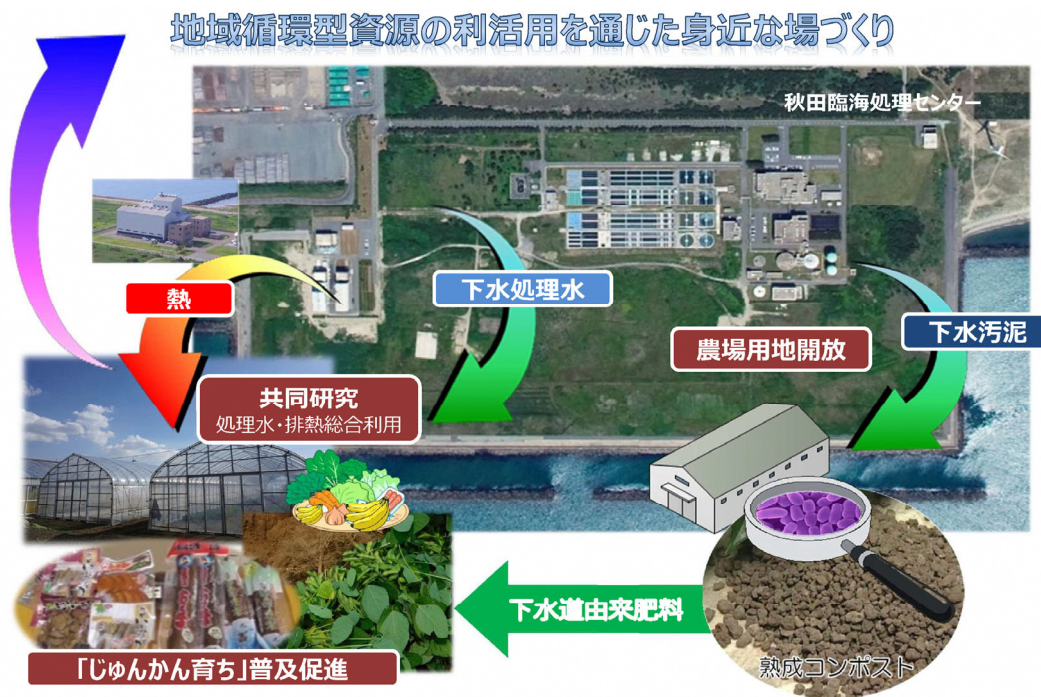 地域循環型資源の利活用を通じた身近な場づくり
秋田臨海処理センター
熱
下水処理水
農場用地開放
下水汚泥
共同研究
処理水・排熱総合利用
下水道由来肥料
熟成コンポスト
「じゅんかん育ち」普及促進